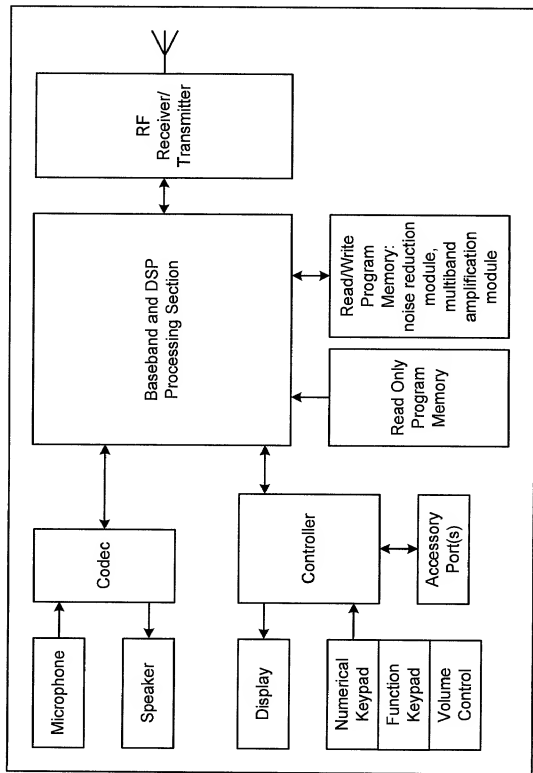 Microphone
Speaker
Codec
Display
Numerical
Keypad
Function
Keypad
Volume
Control
Controller
Accessory
Port(s)
Baseband and DSP
Processing Section
Read Only
Program
Memory
Read/Write
Program
Memory:
noise reduction
module,
multiband
amplification
module
RF
Receiver/
Transmitter